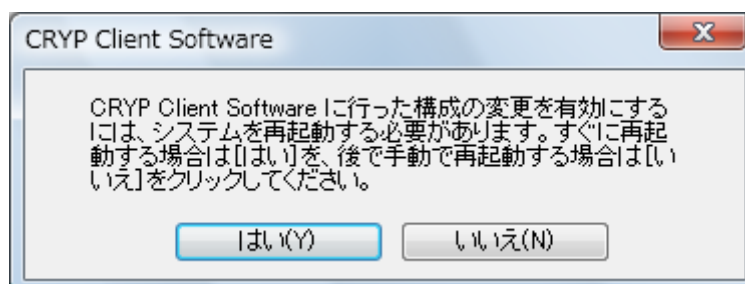 CRYP Client Software
CRYP Client Software に行った構成の変更を有効にする
には、システムを再起動する必要があります。すぐに再起
動する場合は[はい]を、後で手動で再起動する場合は[い
いえ]をクリックしてください。
はい(Y)
いいえ(N)